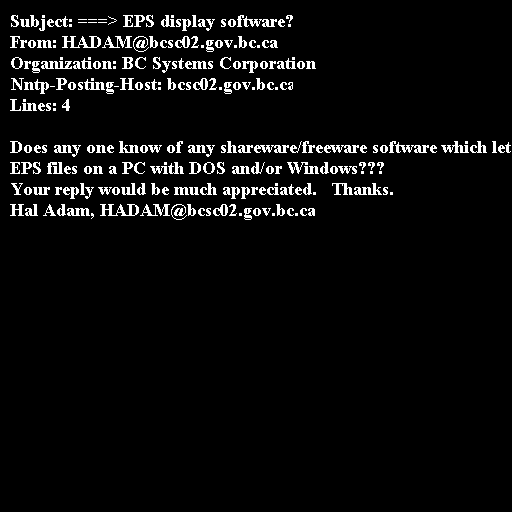 Subject: ===> EPS display software?
From: HADAM@bcsc02.gov.bc.ca
Organization: BC Systems Corporation
Nntp-Posting-Host: bcsc02.gov.bc.ca
Lines: 4

Does any one know of any shareware/freeware software which let
EPS files on a PC with DOS and/or Windows???
Your reply would be much appreciated.   Thanks.
Hal Adam, HADAM@bcsc02.gov.bc.ca